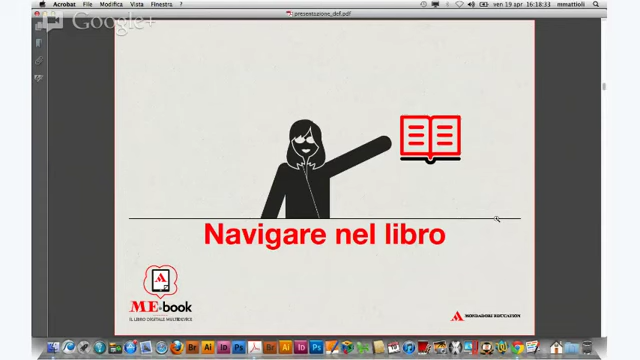 Acrobat File Modifica Vista Finestra ? ven 19 apr 16:18:33 mmattioli
Google+
presentazione_def.pdf
Navigare nel libro
ME-book
IL LIBRO DIGITALE MULTIDEVICE
MONDADORI EDUCATION